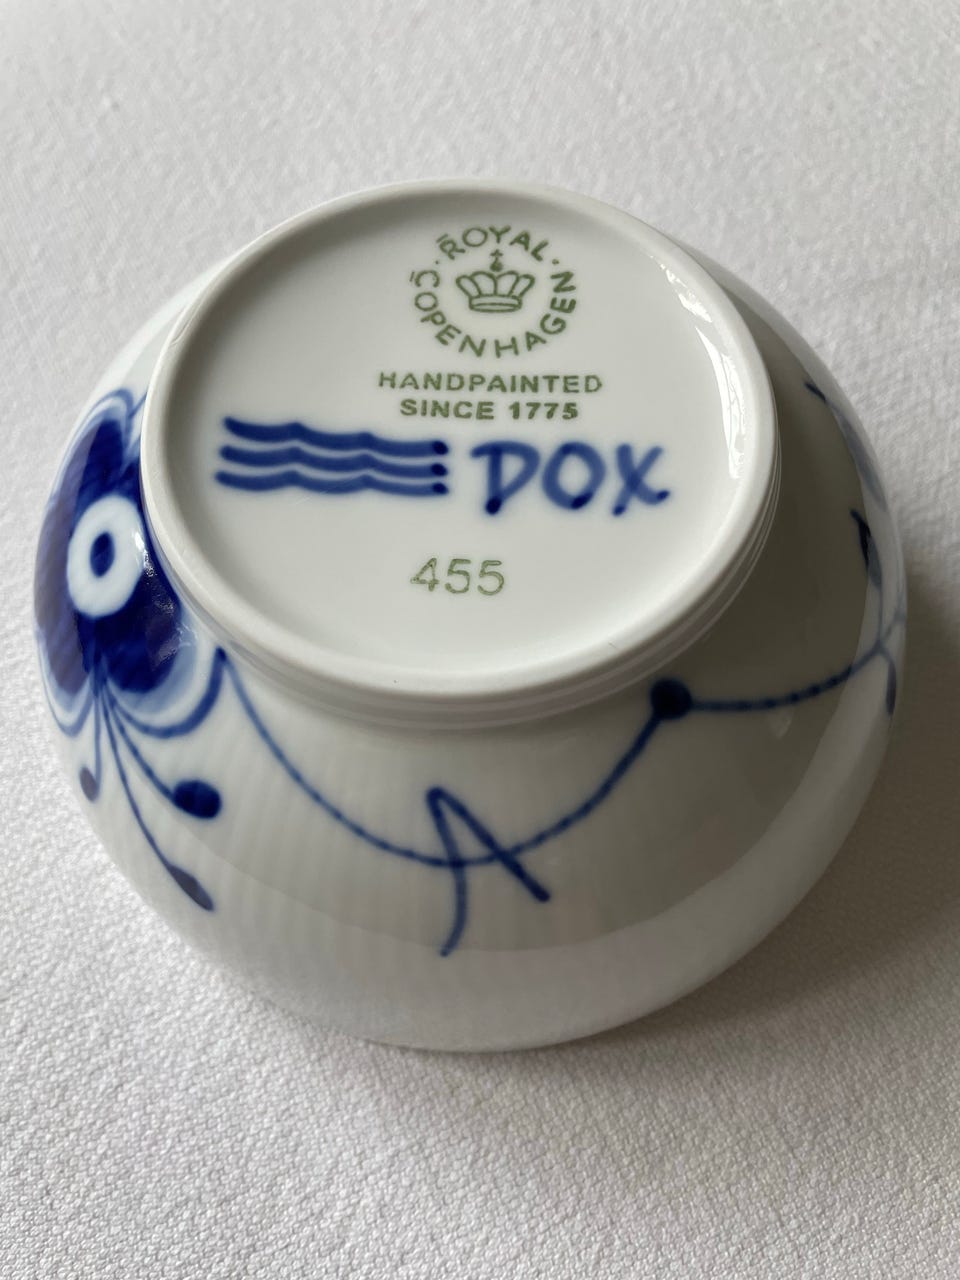 ROYAL COPENHAGEN
HANDPAINTED
SINCE 1775
DOX
455